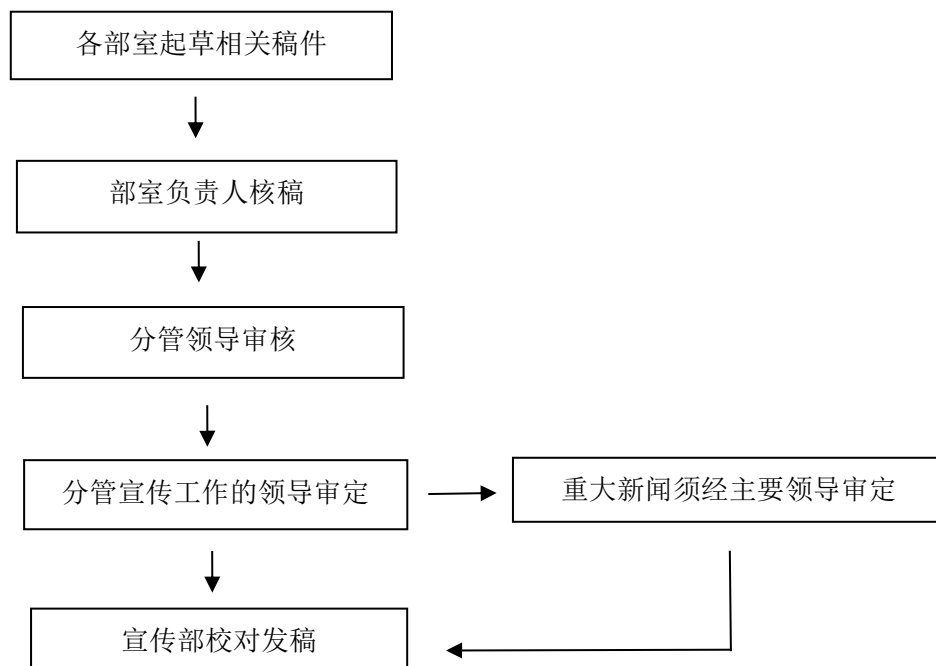 各部室起草相关稿件
部室负责人核稿
分管领导审核
分管宣传工作的领导审定
重大新闻须经主要领导审定
宣传部校对发稿